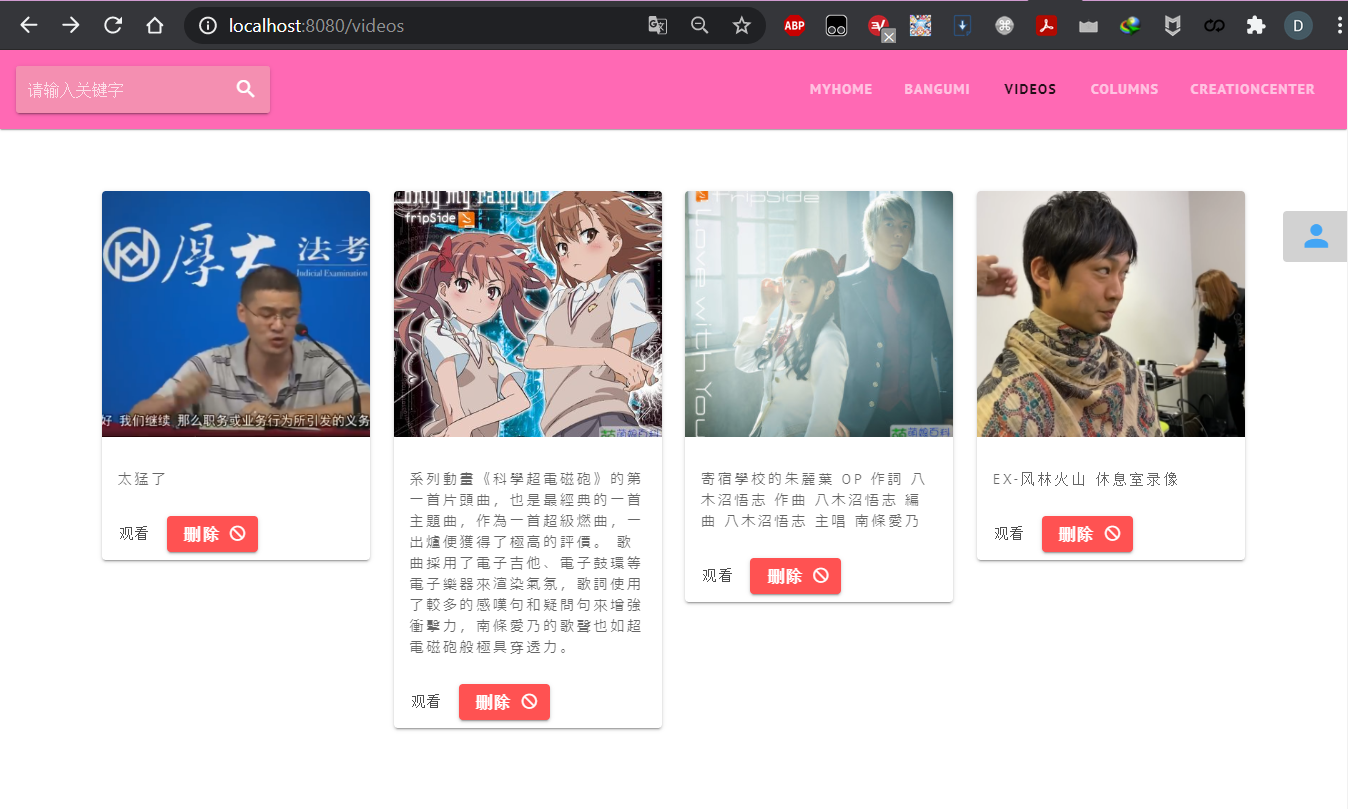 localhost:8080/videos
ABP
D
请输入关键字
MYHOME
BANGUMI
VIDEOS
COLUMNS
CREATIONCENTER
厚大
法考
Judicial Examination
好 我们继续 那么职务或业务行为所引发的义务
太猛了
观看
删除
only my railgun
fripSide
萌娘百科
系列動畫《科學超電磁砲》的第
一首片頭曲，也是最經典的一首
主題曲，作為一首超級燃曲，一
出爐便獲得了極高的評價。 歌
曲採用了電子吉他、電子鼓環等
電子樂器來渲染氣氛，歌詞使用
了較多的感嘆句和疑問句來增強
衝擊力，南條愛乃的歌聲也如超
電磁砲般極具穿透力。
观看
删除
fripSide
Love with You
萌娘百科
寄宿學校的朱麗葉 OP 作詞 八
木沼悟志 作曲 八木沼悟志 編
曲 八木沼悟志 主唱 南條愛乃
观看
删除
EX-风林火山 休息室录像
观看
删除